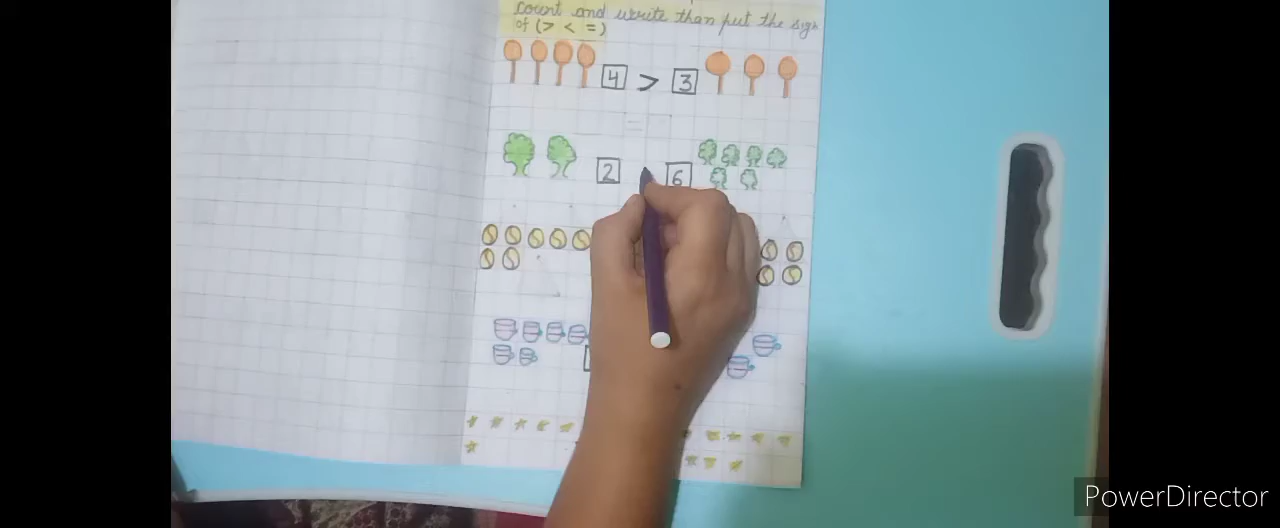 count and write than put the sign
of (> < =)
4 > 3
=
2 6
PowerDirector